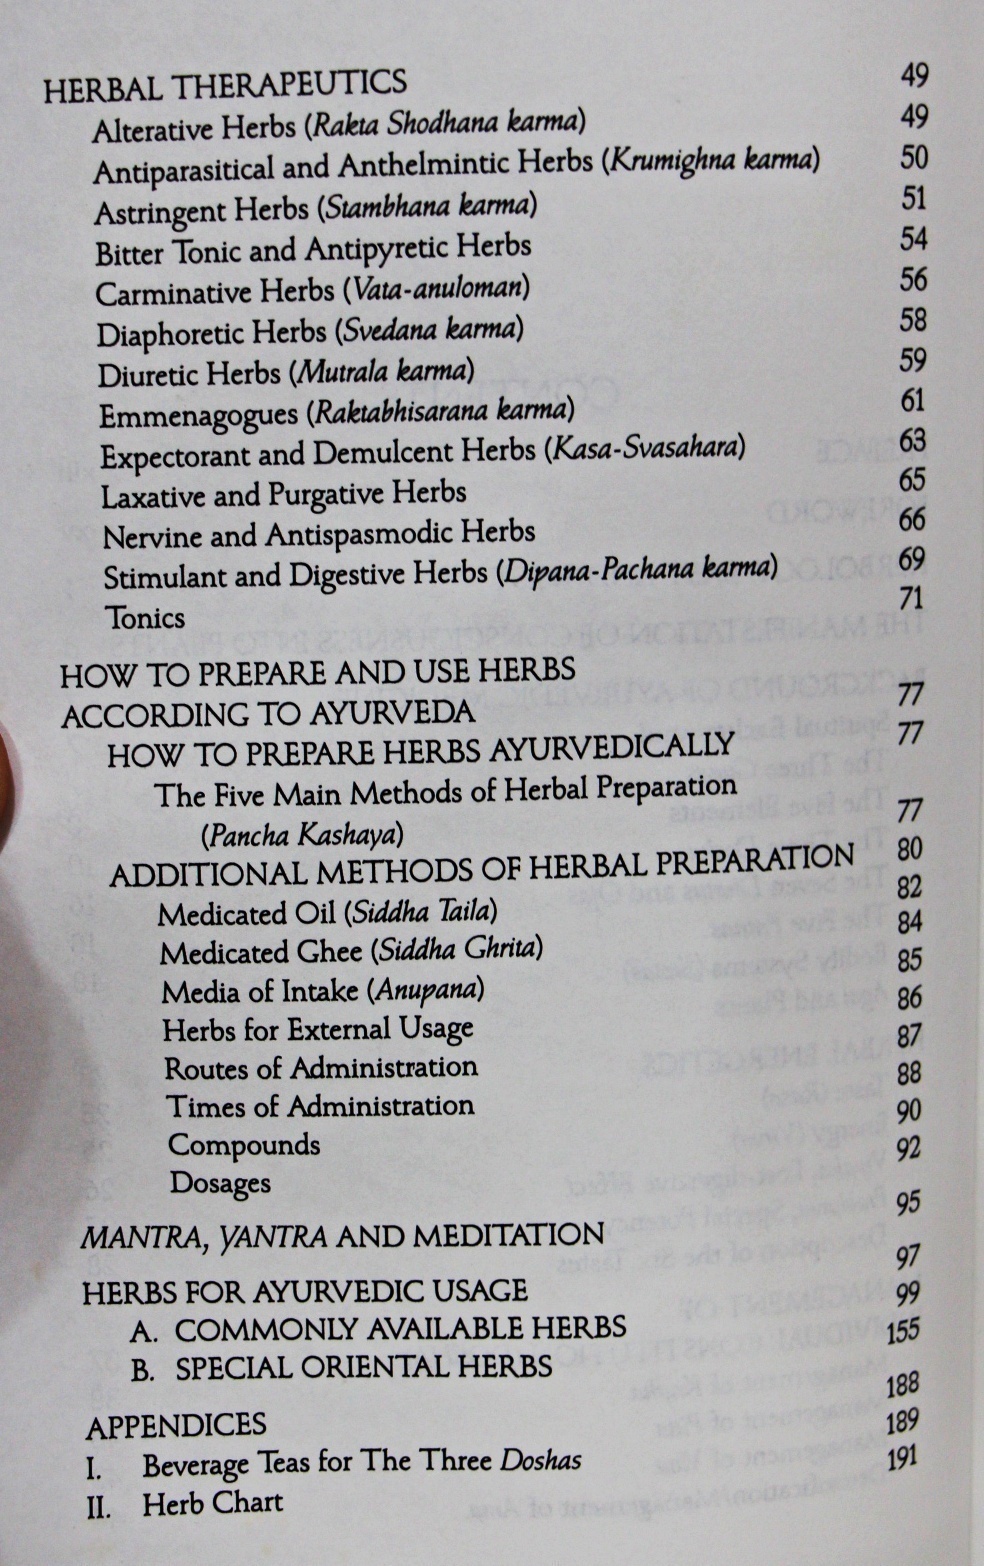 HERBAL THERAPEUTICS 49
Alterative Herbs (Rakta Shodhana karma) 49
Antiparasitical and Anthelmintic Herbs (Krumighna karma) 50
Astringent Herbs (Stambhana karma) 51
Bitter Tonic and Antipyretic Herbs 54
Carminative Herbs (Vata-anuloman) 56
Diaphoretic Herbs (Svedana karma) 58
Diuretic Herbs (Mutrala karma) 59
Emmenagogues (Raktabhisarana karma) 61
Expectorant and Demulcent Herbs (Kasa-Svasahara) 63
Laxative and Purgative Herbs 65
Nervine and Antispasmodic Herbs 66
Stimulant and Digestive Herbs (Dipana-Pachana karma) 69
Tonics 71
HOW TO PREPARE AND USE HERBS
ACCORDING TO AYURVEDA 77
HOW TO PREPARE HERBS AYURVEDICALLY 77
The Five Main Methods of Herbal Preparation
(Pancha Kashaya) 77
ADDITIONAL METHODS OF HERBAL PREPARATION 80
Medicated Oil (Siddha Taila) 82
Medicated Ghee (Siddha Ghrita) 84
Media of Intake (Anupana) 85
Herbs for External Usage 86
Routes of Administration 87
Times of Administration 88
Compounds 90
Dosages 92
MANTRA, YANTRA AND MEDITATION 95
HERBS FOR AYURVEDIC USAGE 97
A. COMMONLY AVAILABLE HERBS 99
B. SPECIAL ORIENTAL HERBS 155
APPENDICES 188
I. Beverage Teas for The Three Doshas 189
II. Herb Chart 191